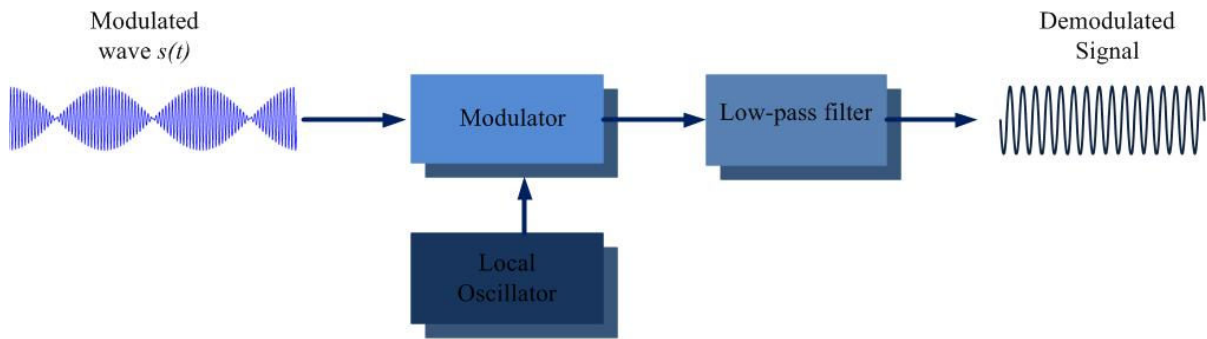 Modulated
wave s(t)
Modulator
Low-pass filter
Demodulated
Signal
Local
Oscillator